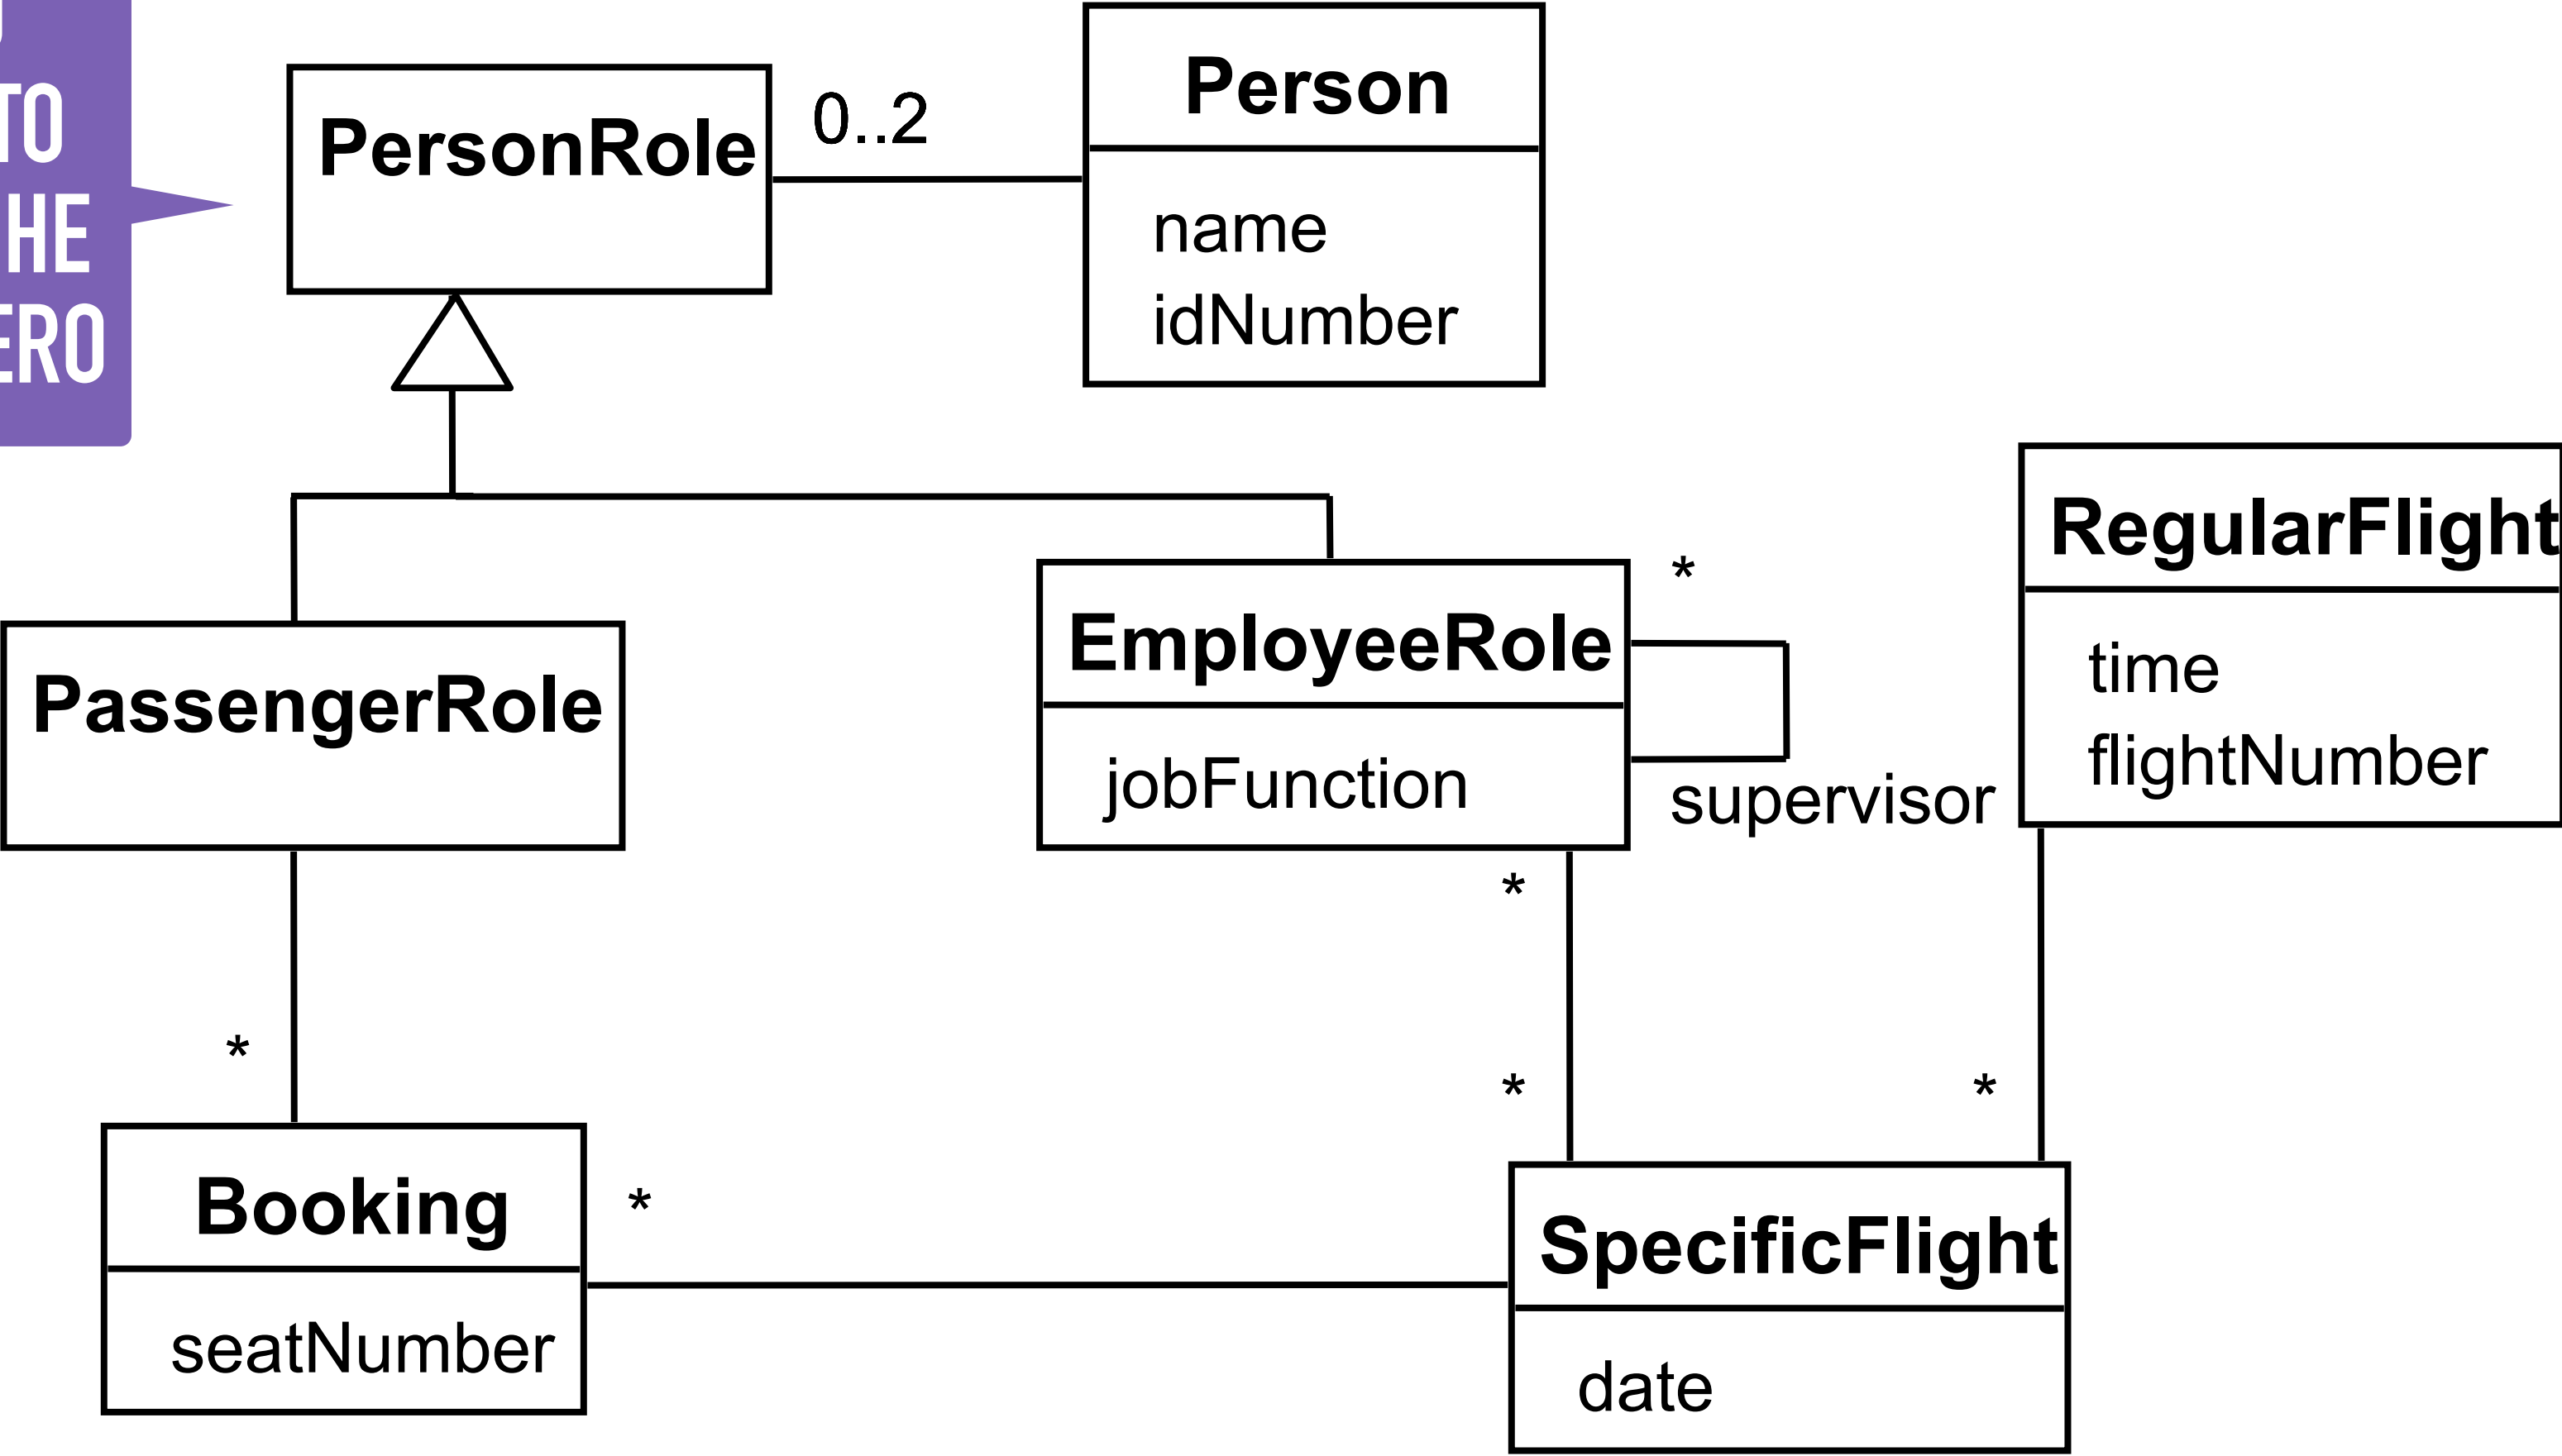 TO
HE
ERO
PersonRole
0..2
Person
name
idNumber
RegularFlight
time
flightNumber
PassengerRole
EmployeeRole
jobFunction
*
supervisor
*
*
*
*
Booking
seatNumber
*
SpecificFlight
date